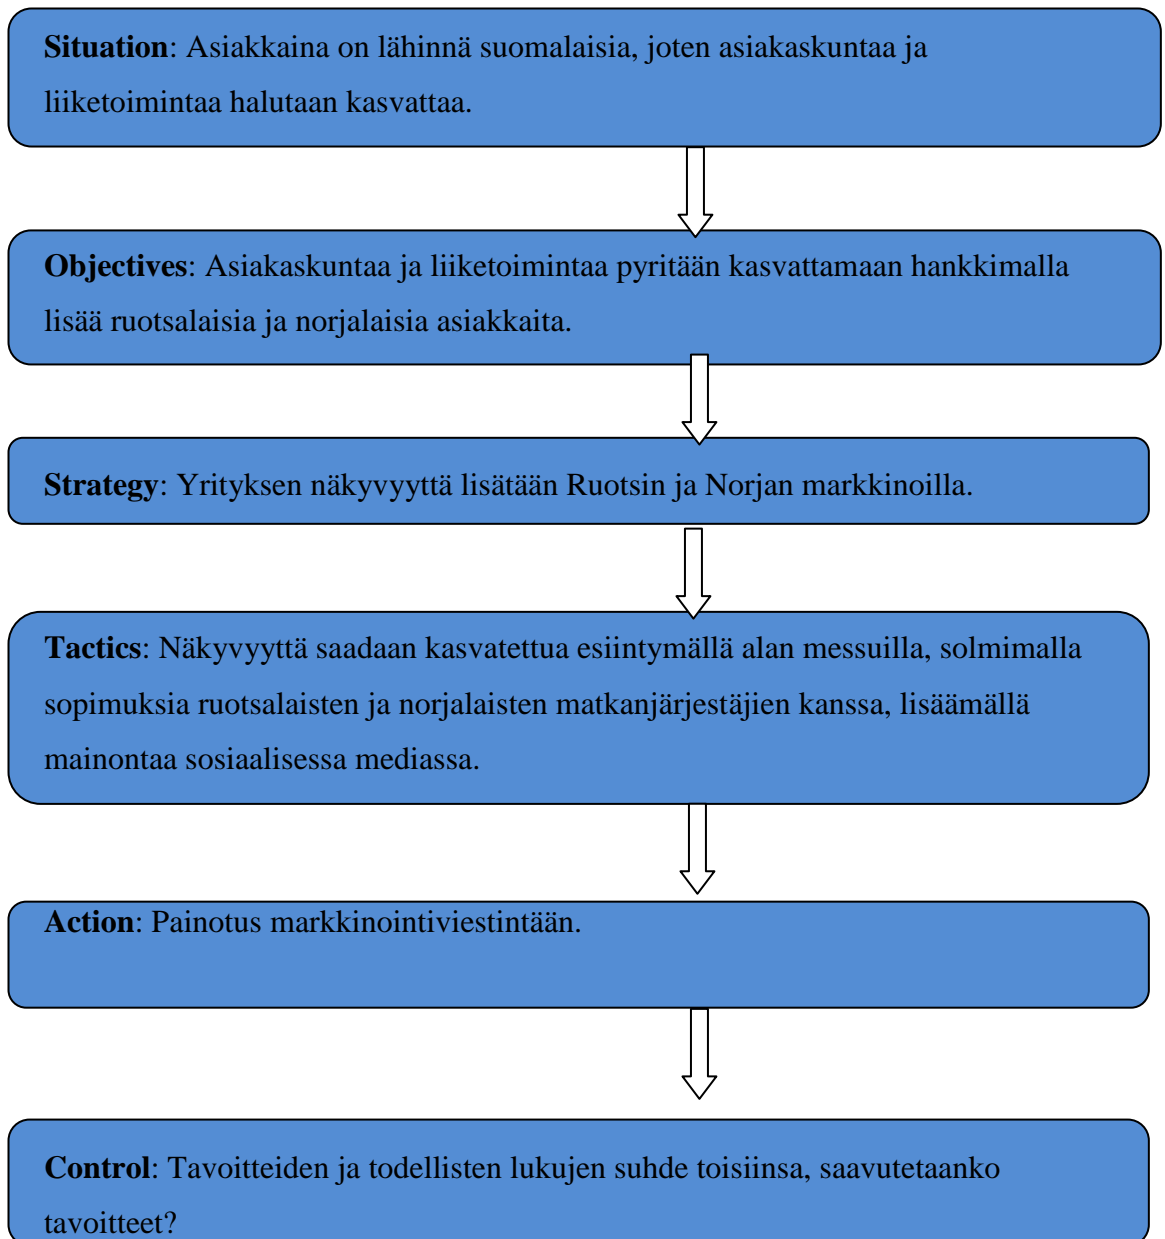 Situation: Asiakkaina on lähinnä suomalaisia, joten asiakaskuntaa ja
liiketoimintaa halutaan kasvattaa.
Objectives: Asiakaskuntaa ja liiketoimintaa pyritään kasvattamaan hankkimalla
lisää ruotsalaisia ja norjalaisia asiakkaita.
Strategy: Yrityksen näkyvyyttä lisätään Ruotsin ja Norjan markkinoilla.
Tactics: Näkyvyyttä saadaan kasvatettua esiintymällä alan messuilla, solmimalla
sopimuksia ruotsalaisten ja norjalaisten matkanjärjestäjien kanssa, lisäämällä
mainontaa sosiaalisessa mediassa.
Action: Painotus markkinointiviestintään.
Control: Tavoitteiden ja todellisten lukujen suhde toisiinsa, saavutetaanko
tavoitteet?